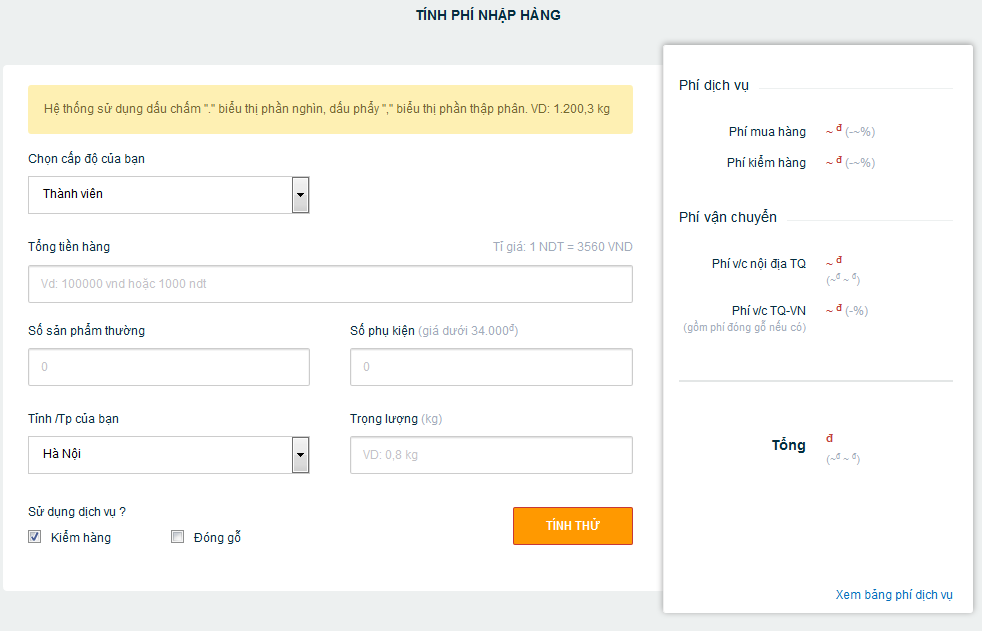 TÍNH PHÍ NHẬP HÀNG
Hệ thống sử dụng dấu chấm "." biểu thị phần nghìn, dấu phẩy "," biểu thị phần thập phân. VD: 1.200,3 kg
Chọn cấp độ của bạn
Thành viên
Tổng tiền hàng
Tỉ giá: 1 NDT = 3560 VND
Vd: 100000 vnd hoặc 1000 ndt
Số sản phẩm thường
Số phụ kiện (giá dưới 34.000đ)
0
0
Tỉnh /Tp của bạn
Trọng lượng (kg)
Hà Nội
VD: 0,8 kg
Sử dụng dịch vụ ?
Kiểm hàng
Đóng gỗ
TÍNH THỬ
Phí dịch vụ
Phí mua hàng ~ đ (-~%)
Phí kiểm hàng ~ đ (-~%)
Phí vận chuyển
Phí v/c nội địa TQ ~ đ
(~đ ~ đ)
Phí v/c TQ-VN ~ đ (-%)
(gồm phí đóng gỗ nếu có)
Tổng đ
(~đ ~ đ)
Xem bảng phí dịch vụ